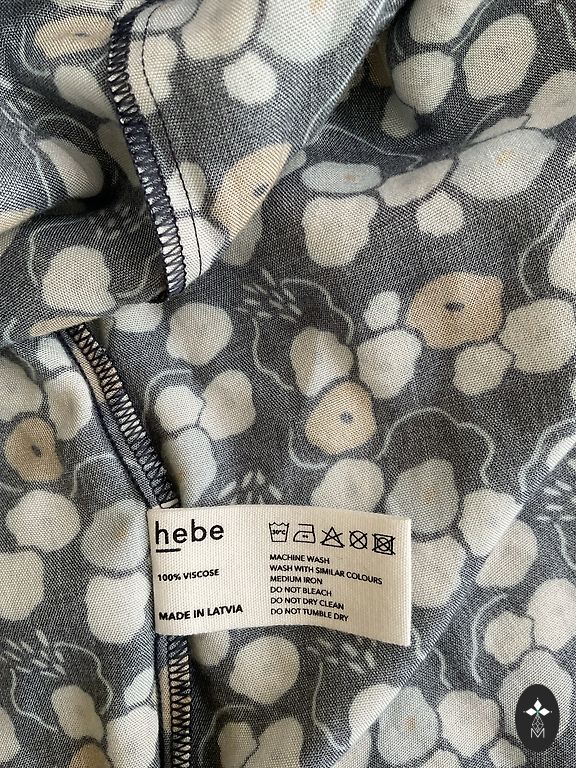 hebe
100% VISCOSE
MADE IN LATVIA
30°
MACHINE WASH
WASH WITH SIMILAR COLOURS
MEDIUM IRON
DO NOT BLEACH
DO NOT DRY CLEAN
DO NOT TUMBLE DRY